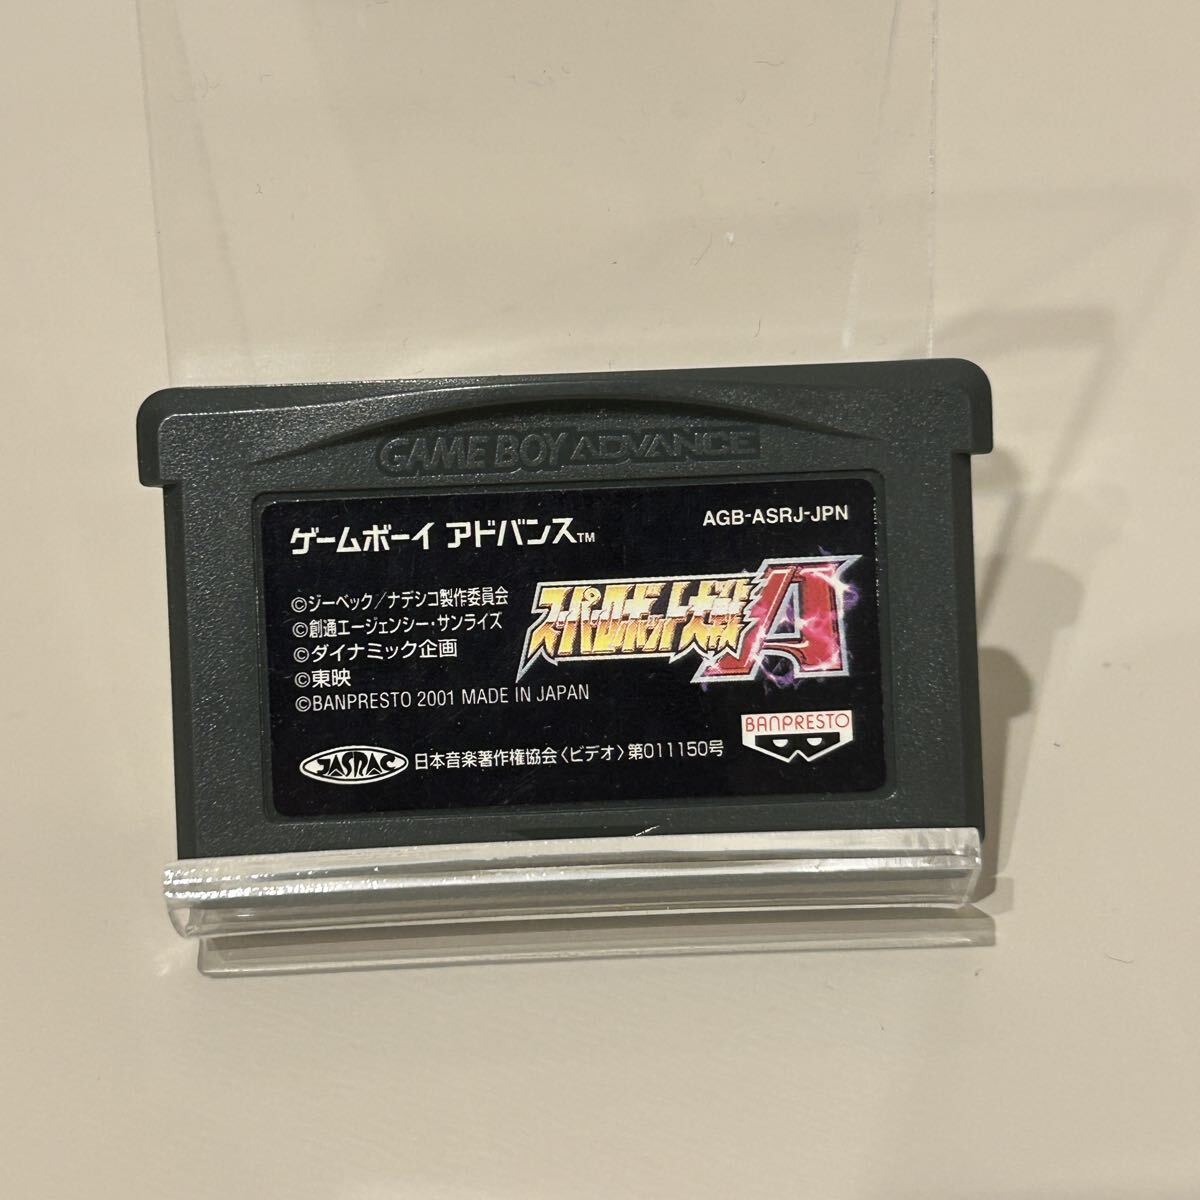 GAME BOY ADVANCE
ゲームボーイ アドバンス™
AGB-ASRJ-JPN
©ジーベック/ナデシコ製作委員会
©創通エージェンシー・サンライズ
©ダイナミック企画
©東映
©BANPRESTO 2001 MADE IN JAPAN
スーパーロボット大戦A
BANPRESTO
JASRAC
日本音楽著作権協会〈ビデオ〉第011150号